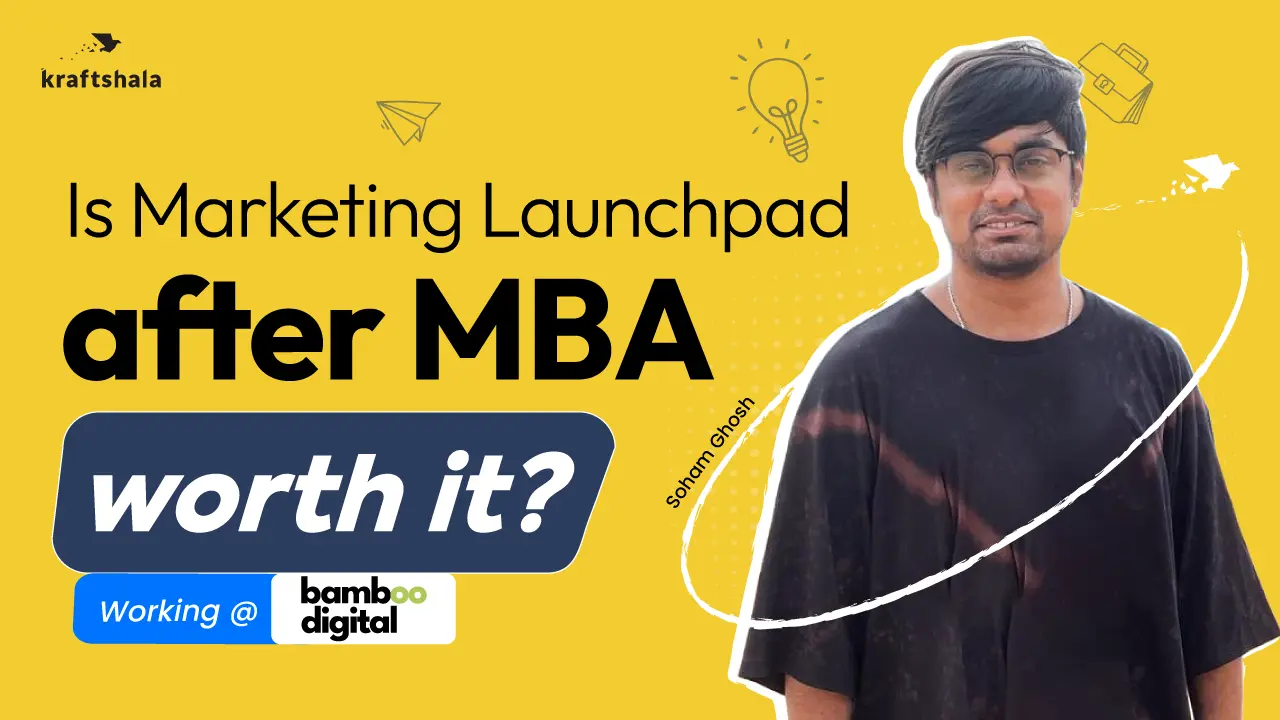 kraftshala
Is Marketing Launchpad
after MBA
worth it?
Working @
bamboo
digital
Soham Ghosh